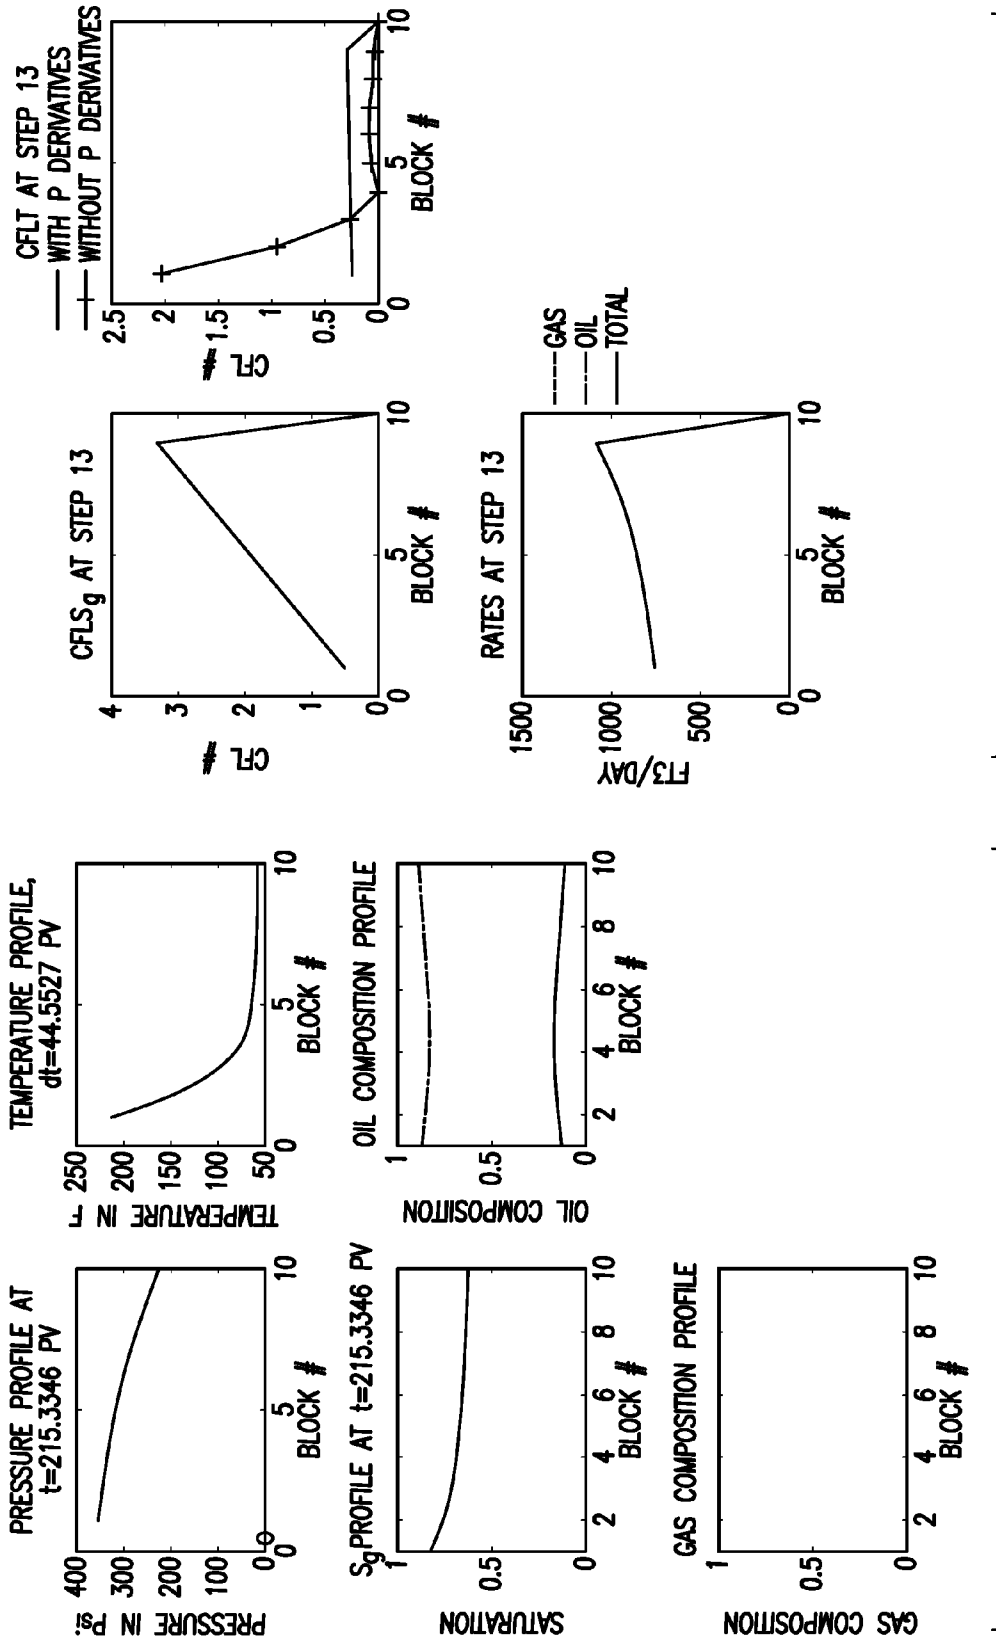 PRESSURE PROFILE AT
t=215.3346 PV
PRESSURE IN Psi
400
300
200
100
0
0
5
10
BLOCK #
TEMPERATURE PROFILE,
dt=44.5527 PV
TEMPERATURE IN F
250
200
150
100
50
0
5
10
BLOCK #
CFLSg AT STEP 13
CFL #
4
3
2
1
0
0
5
10
BLOCK #
CFLT AT STEP 13
WITH P DERIVATIVES
WITHOUT P DERIVATIVES
CFL #
2.5
2
1.5
1
0.5
0
0
5
10
BLOCK #
Sg PROFILE AT t=215.3346 PV
SATURATION
1
0.5
0
2
4
6
8
10
BLOCK #
OIL COMPOSITION PROFILE
OIL COMPOSITION
1
0.5
0
2
4
6
8
10
BLOCK #
RATES AT STEP 13
FT3/DAY
1500
1000
500
0
0
5
10
BLOCK #
GAS
OIL
TOTAL
GAS COMPOSITION PROFILE
GAS COMPOSITION
1
0.5
0
2
4
6
8
10
BLOCK #